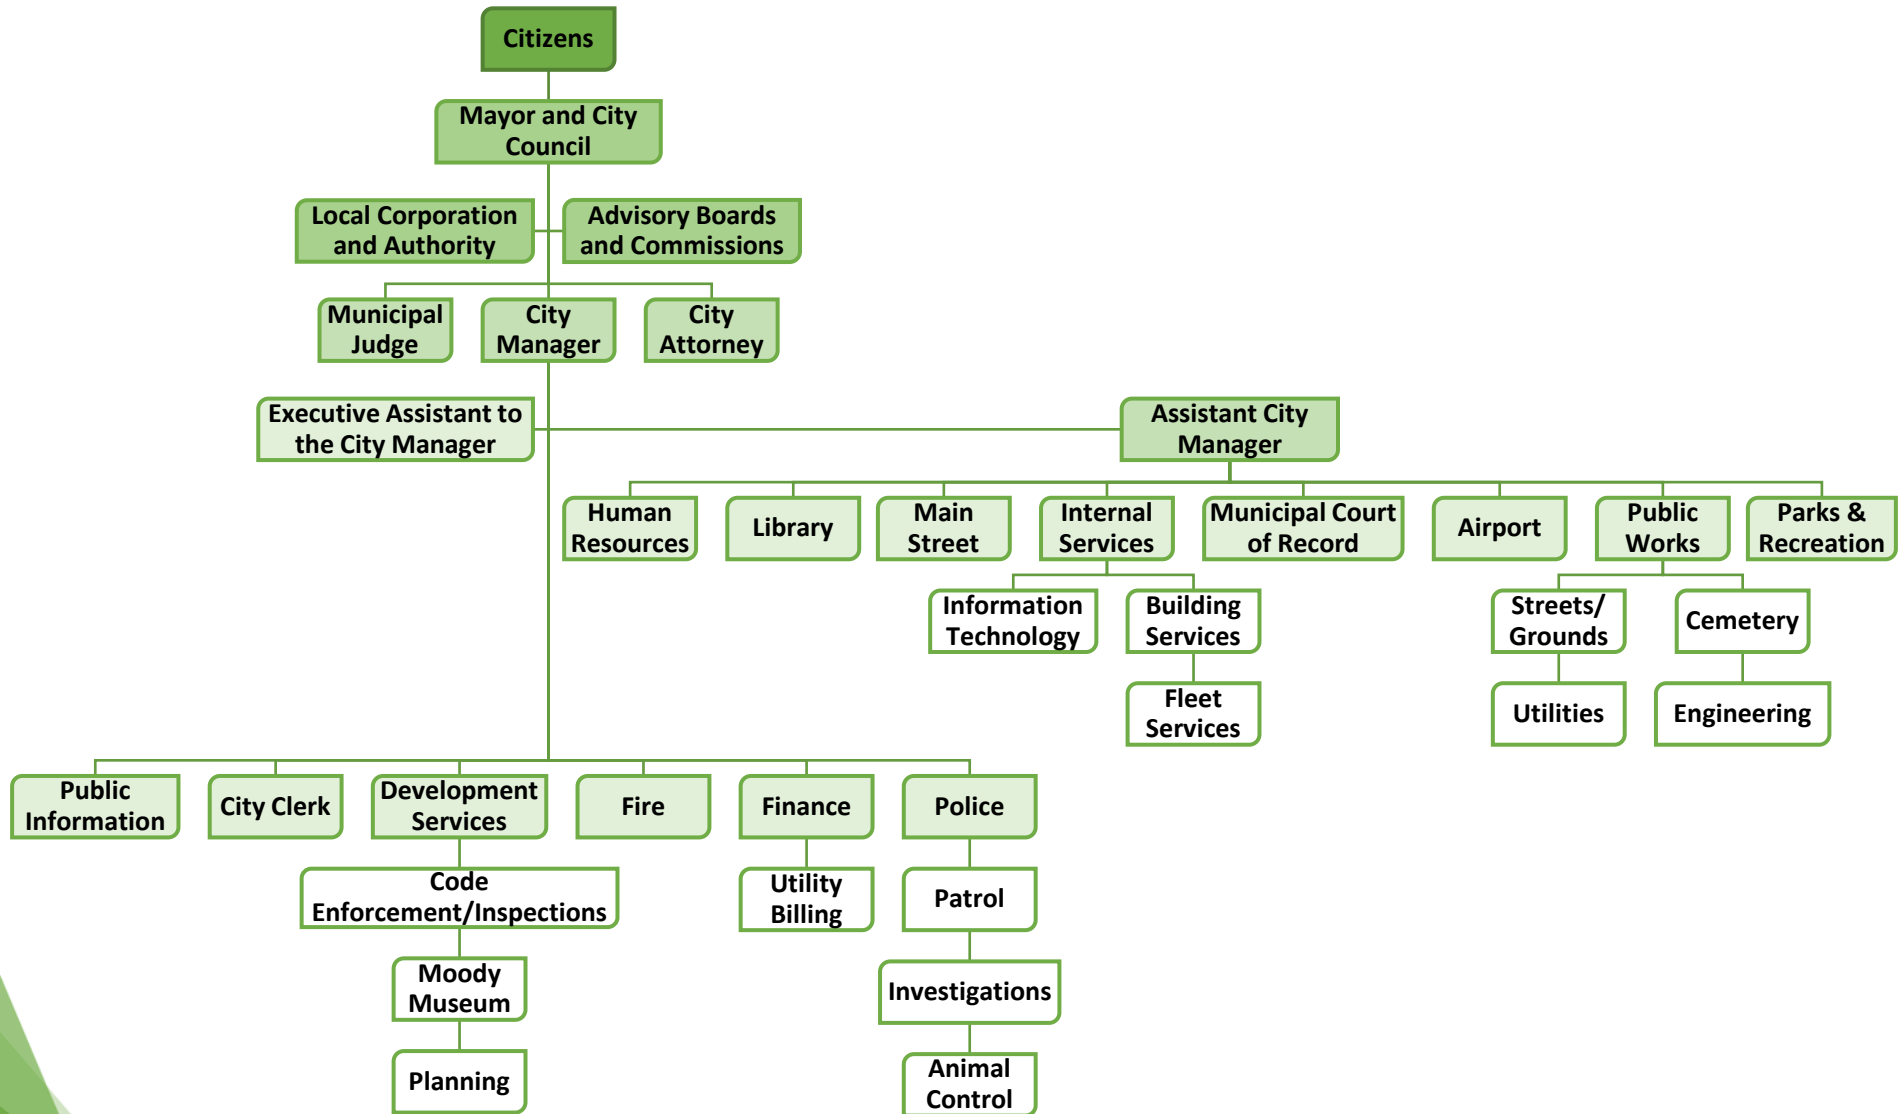 Citizens
Mayor and City
Council
Local Corporation
and Authority
Advisory Boards
and Commissions
Municipal
Judge
City
Manager
City
Attorney
Executive Assistant to
the City Manager
Assistant City
Manager
Human
Resources
Library
Main
Street
Internal
Services
Municipal Court
of Record
Airport
Public
Works
Parks &
Recreation
Information
Technology
Building
Services
Streets/
Grounds
Cemetery
Fleet
Services
Utilities
Engineering
Public
Information
City Clerk
Development
Services
Fire
Finance
Police
Code
Enforcement/Inspections
Utility
Billing
Patrol
Moody
Museum
Investigations
Planning
Animal
Control